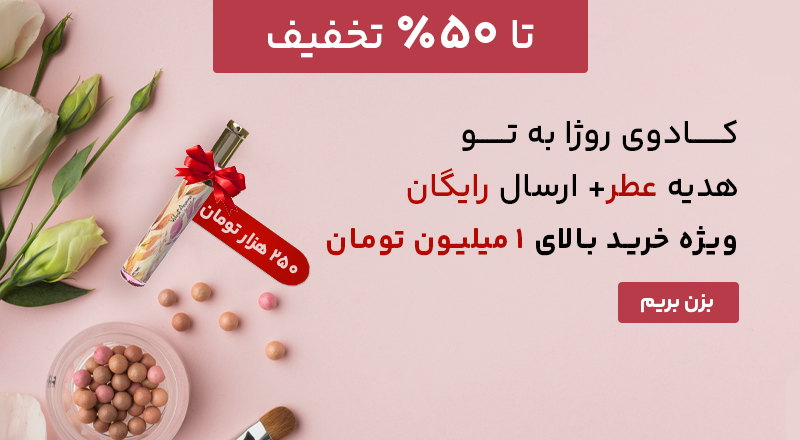 تا ۵۰% تخفیف
کـــادوی روژا به تـــو
هدیه عطر+ ارسال رایگان
ویژه خرید بالای ۱ میلیون تومان
۲۵۰ هزار تومان
بزن بریم